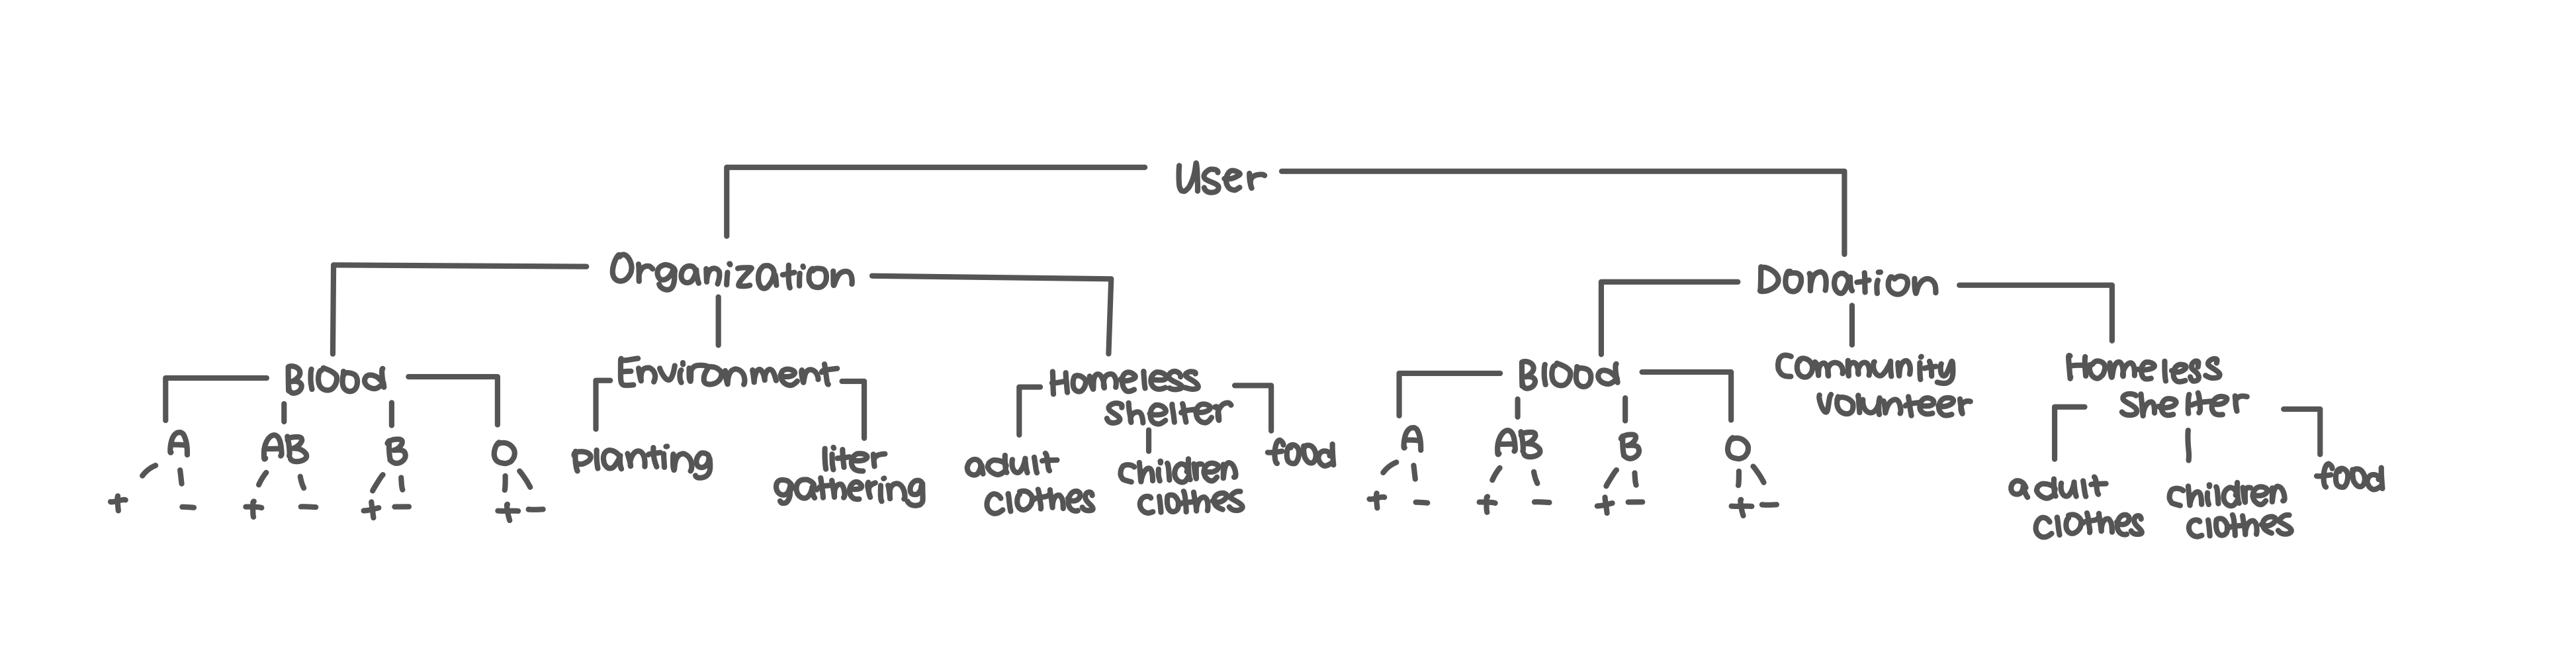 User
Organization
Donation
Blood
Envirornment
Homeless
shelter
Blood
Community
Volunteer
Homeless
Shelter
A
AB
B
O
planting
liter
gathering
adult
clothes
children
clothes
food
A
AB
B
O
adult
clothes
children
clothes
food
+ - + - + - + -
+ - + - + - + -